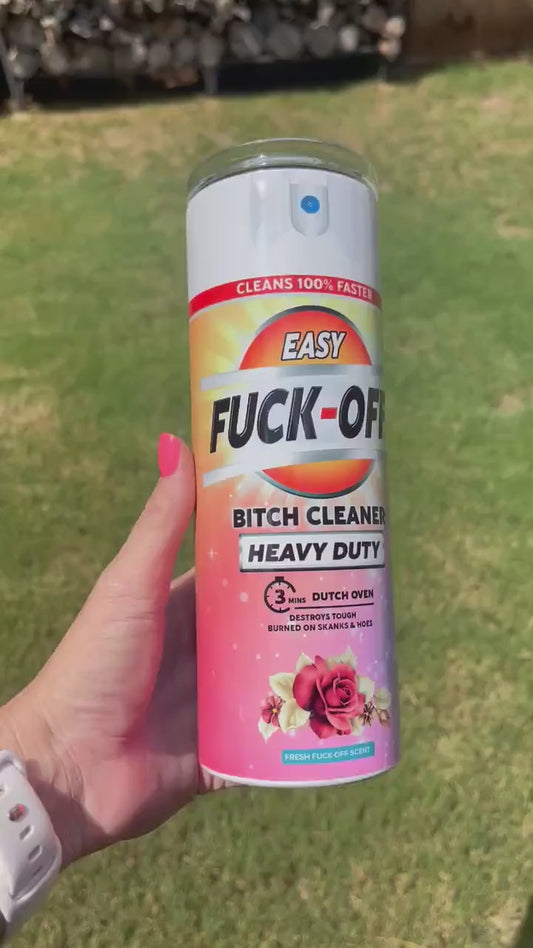 CLEANS 100% FASTER
EASY
FUCK-OFF
BITCH CLEANER
HEAVY DUTY
3 MINS DUTCH OVEN
DESTROYS TOUGH
BURNED ON SKANKS & HOES
FRESH FUCK-OFF SCENT